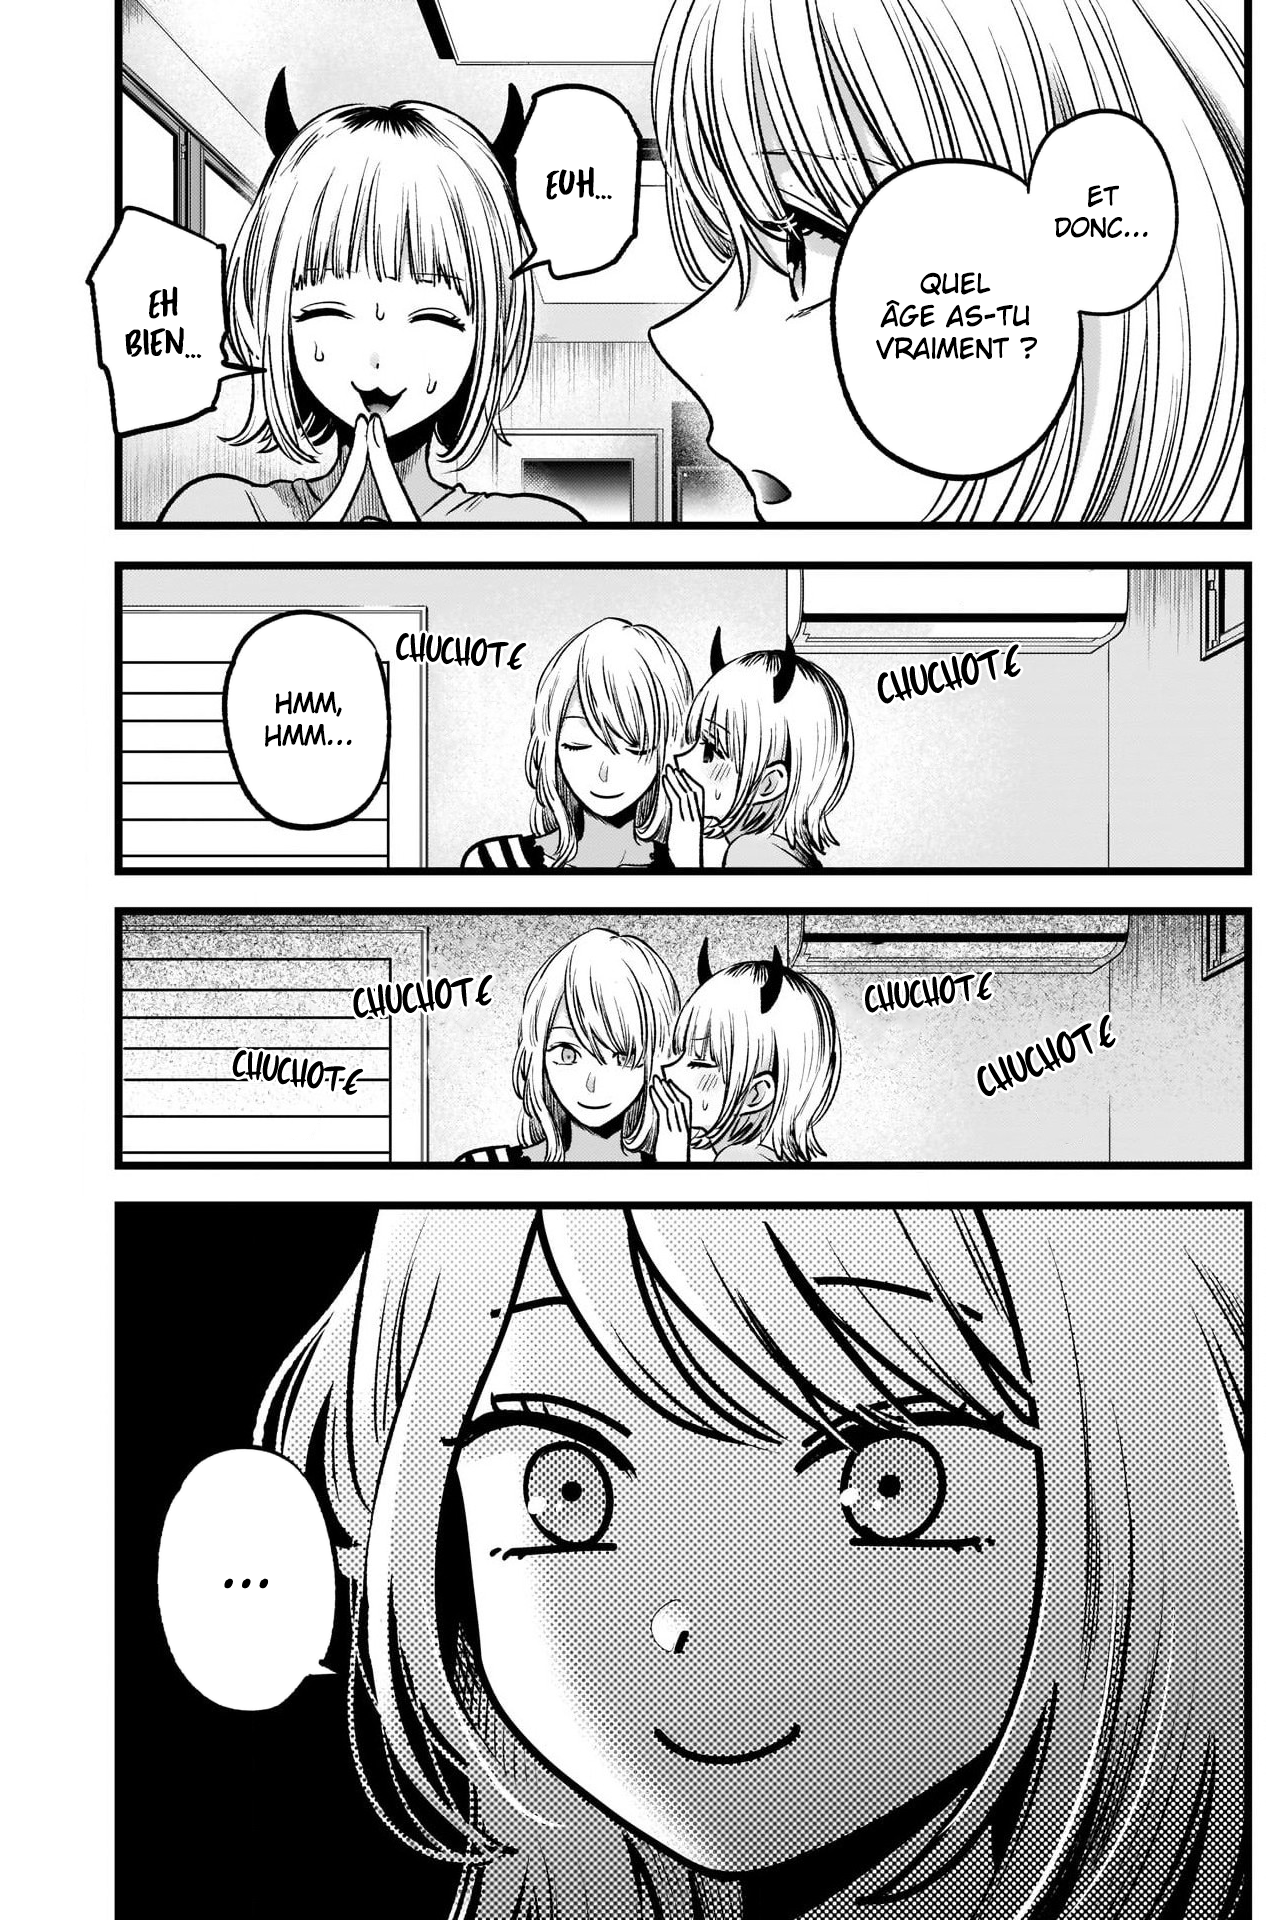 ET
DONC...
QUEL
ÂGE AS-TU
VRAIMENT ?
EUH...
EH
BIEN...
CHUCHOTE
CHUCHOTE
HMM,
HMM...
CHUCHOTE
CHUCHOTE
CHUCHOTE
CHUCHOTE
...